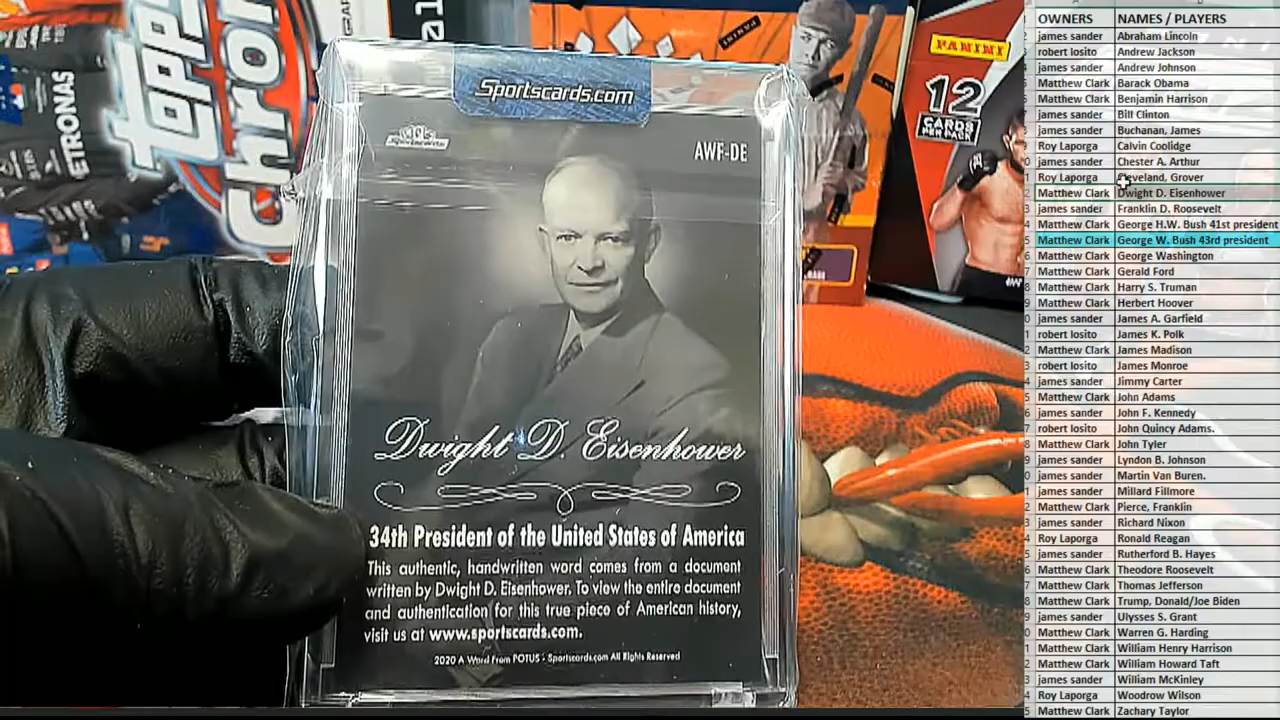 Sportscards.com
Sportscards
AWF-DE
Dwight D. Eisenhower
34th President of the United States of America
This authentic, handwritten word comes from a document
written by Dwight D. Eisenhower. To view the entire document
and authentication for this true piece of American history,
visit us at www.sportscards.com.
2020 A Word From POTUS - Sportscards.com All Rights Reserved
topps
Chro
ETRONAS
PANINI
PANINI
12
CARDS
PER PACK
OWNERS NAMES / PLAYERS
james sander Abraham Lincoln
robert losito Andrew Jackson
james sander Andrew Johnson
Matthew Clark Barack Obama
Matthew Clark Benjamin Harrison
james sander Bill Clinton
james sander Buchanan, James
Roy Laporga Calvin Coolidge
james sander Chester A. Arthur
Roy Laporga Cleveland, Grover
Matthew Clark Dwight D. Eisenhower
james sander Franklin D. Roosevelt
Matthew Clark George H.W. Bush 41st president
Matthew Clark George W. Bush 43rd president
Matthew Clark George Washington
Matthew Clark Gerald Ford
Matthew Clark Harry S. Truman
Matthew Clark Herbert Hoover
james sander James A. Garfield
robert losito James K. Polk
Matthew Clark James Madison
robert losito James Monroe
james sander Jimmy Carter
Matthew Clark John Adams
james sander John F. Kennedy
robert losito John Quincy Adams.
Matthew Clark John Tyler
james sander Lyndon B. Johnson
james sander Martin Van Buren.
james sander Millard Fillmore
Matthew Clark Pierce, Franklin
james sander Richard Nixon
Roy Laporga Ronald Reagan
james sander Rutherford B. Hayes
Matthew Clark Theodore Roosevelt
Matthew Clark Thomas Jefferson
Matthew Clark Trump, Donald/Joe Biden
james sander Ulysses S. Grant
Matthew Clark Warren G. Harding
Matthew Clark William Henry Harrison
Matthew Clark William Howard Taft
james sander William McKinley
Roy Laporga Woodrow Wilson
Matthew Clark Zachary Taylor